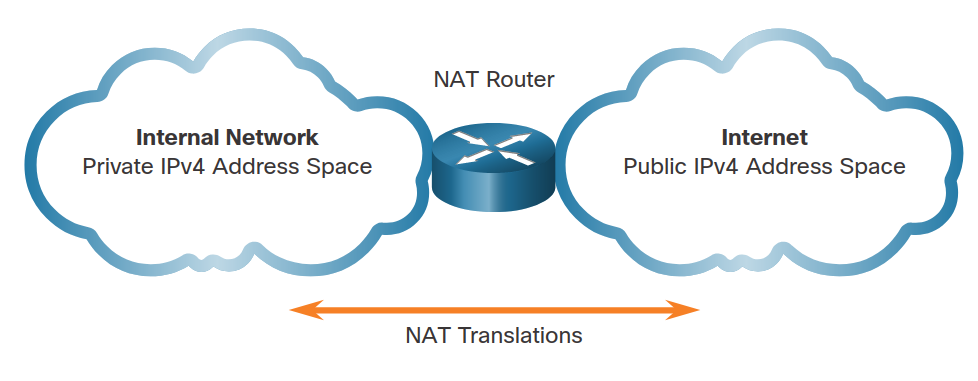 NAT Router
Internal Network
Private IPv4 Address Space
Internet
Public IPv4 Address Space
NAT Translations